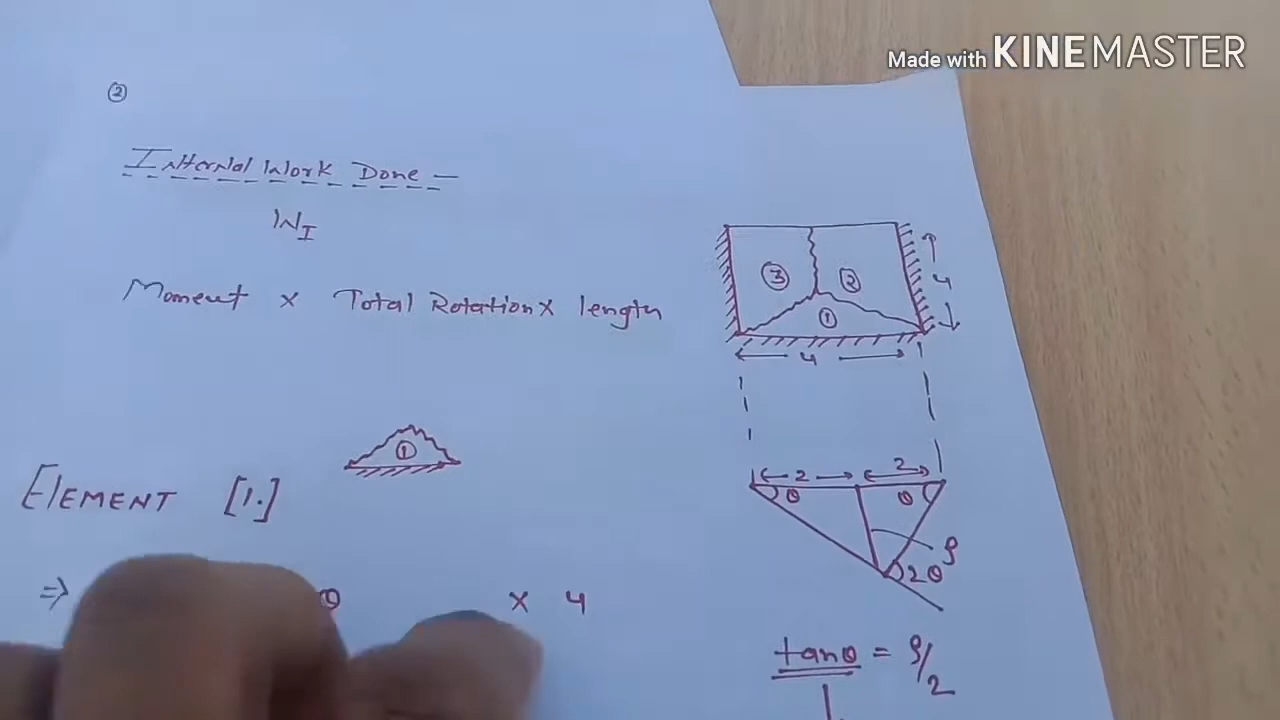 Made with KINEMASTER
②
Internal Work Done —
WI
Moment × Total Rotation × length
③ ② ①
4
4
①
ELEMENT [1.]
2 2
θ θ
δ
2θ
⇒ θ × 4
tanθ = δ/2